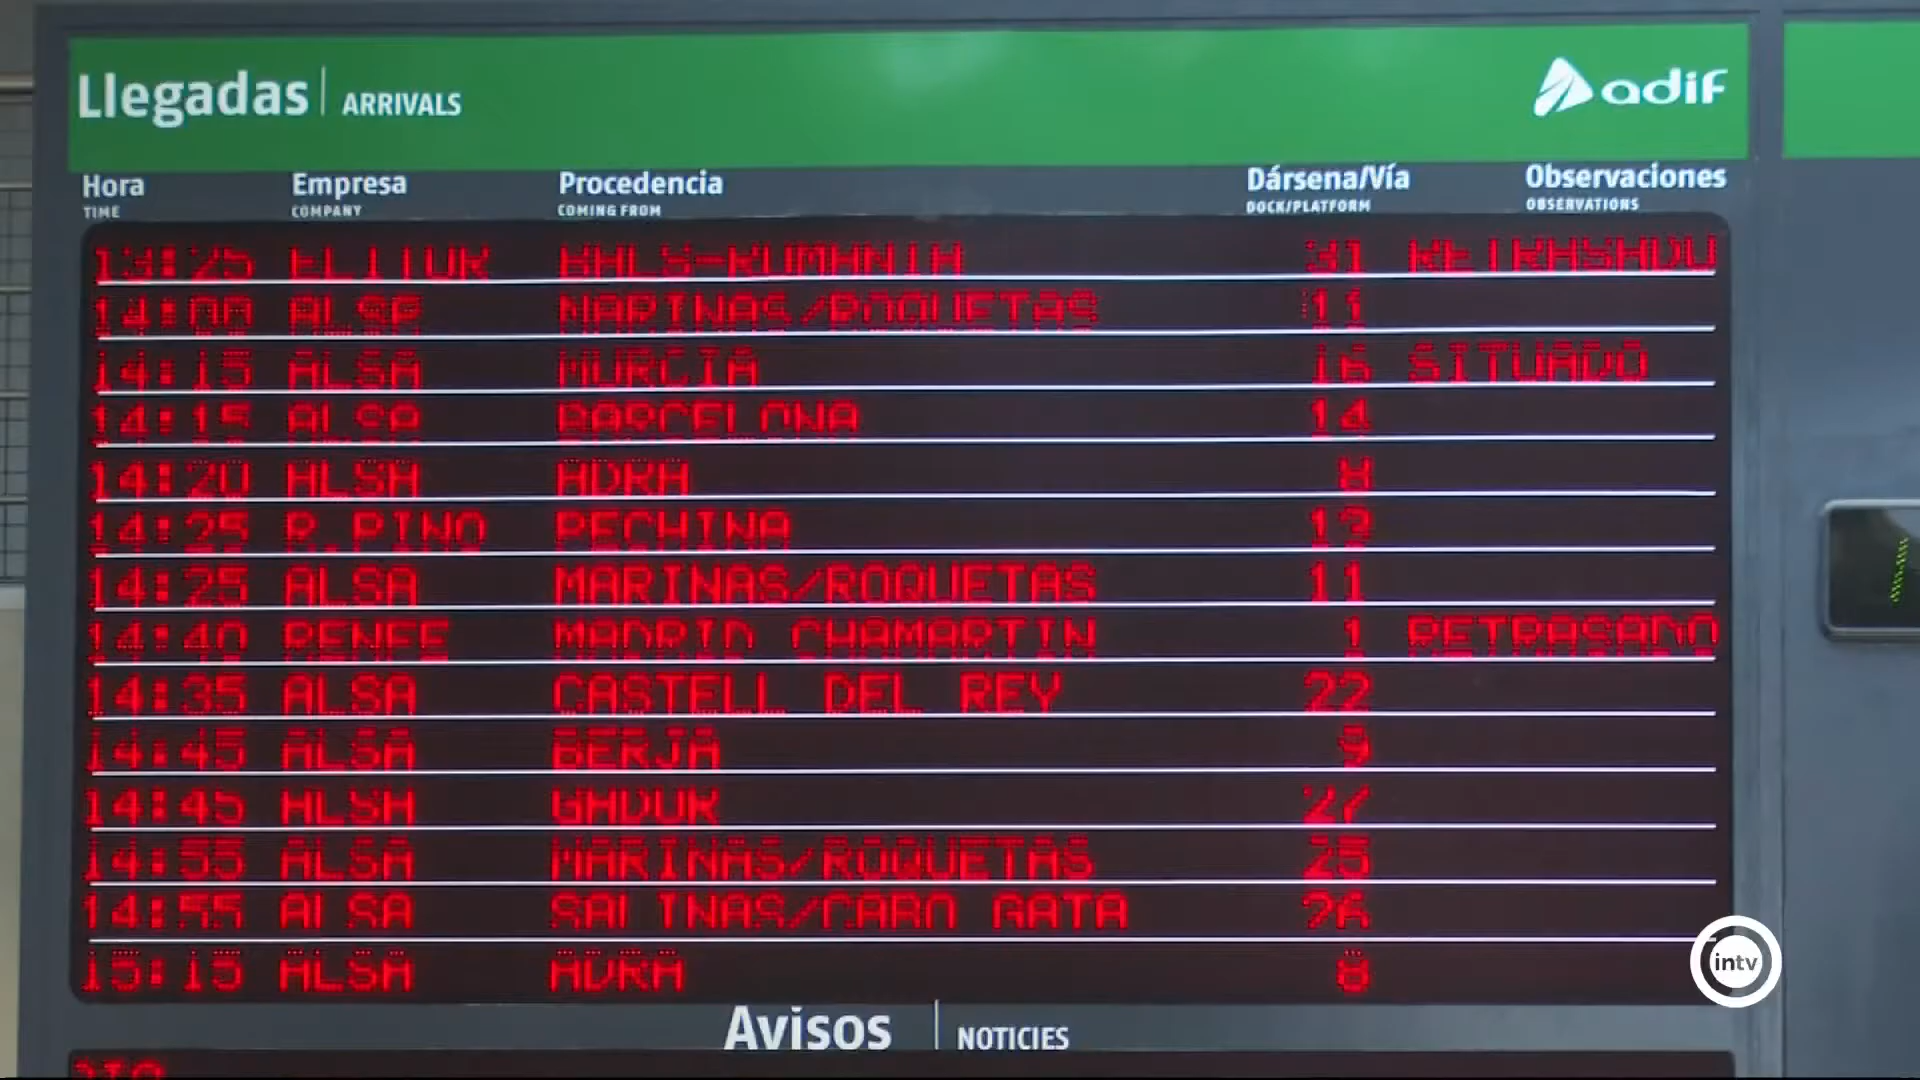 Llegadas | ARRIVALS adif
Hora Empresa Procedencia Dársena/Vía Observaciones
TIME COMPANY COMING FROM DOCK/PLATFORM OBSERVATIONS
13:25 31 RETRASADO
14:00 ALSA MARINAS/ROQUETAS 11
14:15 ALSA MURCIA 16 SITUADO
14:15 ALSA BARCELONA 14
14:20 ALSA ADRA 8
14:25 R.PINO PECHINA
14:25 ALSA MARINAS/ROQUETAS 11
14:40 RENFE MADRID CHAMARTIN 1 RETRASADO
14:35 ALSA CASTELL DEL REY 22
14:45 ALSA BERJA 9
14:45 ALSA GADOR 27
14:55 ALSA MARINAS/ROQUETAS 25
14:55 ALSA SALINAS/CABO GATA 26
15:15 ALSA ADRA 8
intv
Avisos | NOTICIES